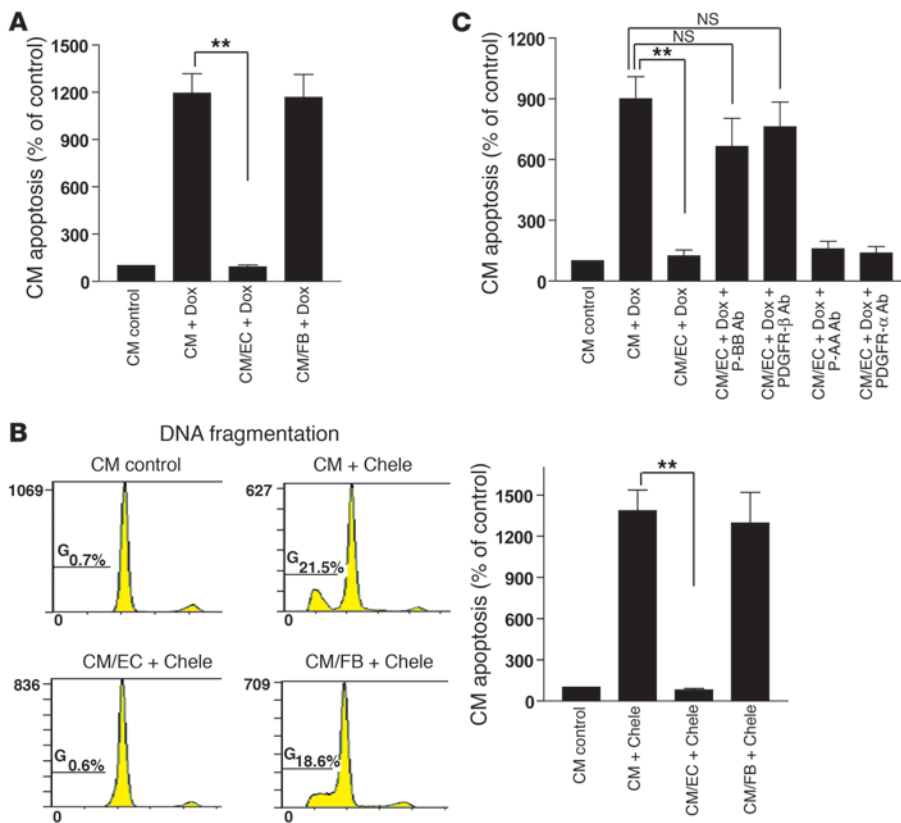 A
CM apoptosis (% of control)
1500
1200
900
600
300
0
**
CM control
CM + Dox
CM/EC + Dox
CM/FB + Dox
C
CM apoptosis (% of control)
1200
900
600
300
0
NS
NS
**
CM control
CM + Dox
CM/EC + Dox
CM/EC + Dox +
P-BB Ab
CM/EC + Dox +
PDGFR-β Ab
CM/EC + Dox +
P-AA Ab
CM/EC + Dox +
PDGFR-α Ab
B
DNA fragmentation
CM control
1069
G0.7%
0
CM + Chele
627
G21.5%
0
CM/EC + Chele
836
G0.6%
0
CM/FB + Chele
709
G18.6%
0
CM apoptosis (% of control)
1500
1200
900
600
300
0
**
CM control
CM + Chele
CM/EC + Chele
CM/FB + Chele